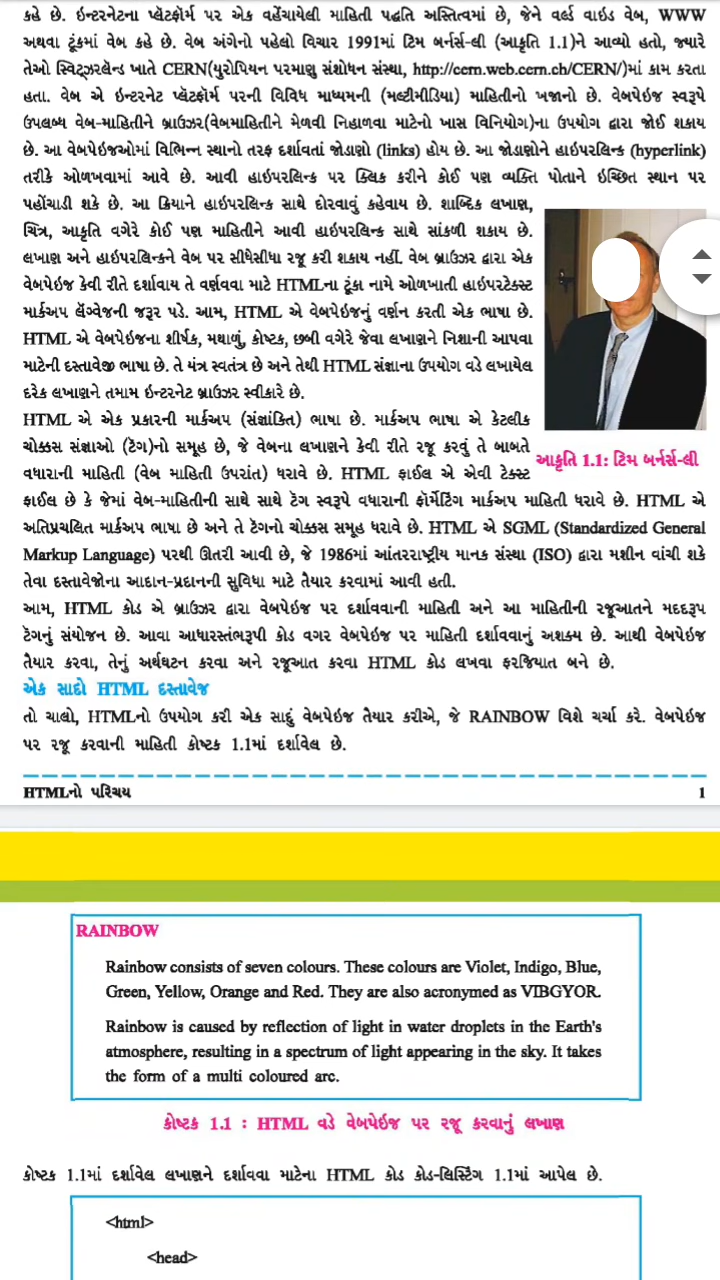 કહે છે. ઇન્ટરનેટના પ્લૅટફૉર્મ પર એક વહેંચાયેલી માહિતી પદ્ધતિ અસ્તિત્વમાં છે, જેને વર્લ્ડ વાઇડ વેબ, WWW
અથવા ટૂંકમાં વેબ કહે છે. વેબ અંગેનો પહેલો વિચાર 1991માં ટિમ બર્નર્સ-લી (આકૃતિ 1.1)ને આવ્યો હતો, જ્યારે
તેઓ સ્વિટ્ઝરલૅન્ડ ખાતે CERN(યુરોપિયન પરમાણુ સંશોધન સંસ્થા, http://cern.web.cern.ch/CERN/)માં કામ કરતા
હતા. વેબ એ ઇન્ટરનેટ પ્લૅટફૉર્મ પરની વિવિધ માધ્યમની (મલ્ટીમીડિયા) માહિતીનો ખજાનો છે. વેબપેઇજ સ્વરૂપે
ઉપલબ્ધ વેબ-માહિતીને બ્રાઉઝર(વેબમાહિતીને મેળવી નિહાળવા માટેનો ખાસ વિનિયોગ)ના ઉપયોગ દ્વારા જોઈ શકાય
છે. આ વેબપેઇજઓમાં વિભિન્ન સ્થાનો તરફ દર્શાવતાં જોડાણો (links) હોય છે. આ જોડાણોને હાઇપરલિન્ક (hyperlink)
તરીકે ઓળખવામાં આવે છે. આવી હાઇપરલિન્ક પર ક્લિક કરીને કોઈ પણ વ્યક્તિ પોતાને ઇચ્છિત સ્થાન પર
પહોંચાડી શકે છે. આ ક્રિયાને હાઇપરલિન્ક સાથે દોરવાવું કહેવાય છે. શાબ્દિક લખાણ,
ચિત્ર, આકૃતિ વગેરે કોઈ પણ માહિતીને આવી હાઇપરલિન્ક સાથે સાંકળી શકાય છે.
લખાણ અને હાઇપરલિન્કને વેબ પર સીધેસીધા રજૂ કરી શકાય નહીં. વેબ બ્રાઉઝર દ્વારા એક
વેબપેઇજ કેવી રીતે દર્શાવાય તે વર્ણવવા માટે HTMLના ટૂંકા નામે ઓળખાતી હાઇપરટેક્સ્ટ
માર્કઅપ લૅંગ્વેજની જરૂર પડે. આમ, HTML એ વેબપેઇજનું વર્ણન કરતી એક ભાષા છે.
HTML એ વેબપેઇજના શીર્ષક, મથાળું, કોષ્ટક, છબી વગેરે જેવા લખાણને નિશાની આપવા
માટેની દસ્તાવેજી ભાષા છે. તે યંત્ર સ્વતંત્ર છે અને તેથી HTML સંજ્ઞાના ઉપયોગ વડે લખાયેલ
દરેક લખાણને તમામ ઇન્ટરનેટ બ્રાઉઝર સ્વીકારે છે.
HTML એ એક પ્રકારની માર્કઅપ (સંજ્ઞાંકિત) ભાષા છે. માર્કઅપ ભાષા એ કેટલીક
ચોક્કસ સંજ્ઞાઓ (ટૅગ)નો સમૂહ છે, જે વેબના લખાણને કેવી રીતે રજૂ કરવું તે બાબતે
વધારાની માહિતી (વેબ માહિતી ઉપરાંત) ધરાવે છે. HTML ફાઈલ એ એવી ટેક્સ્ટ
આકૃતિ 1.1: ટિમ બર્નર્સ-લી
ફાઈલ છે કે જેમાં વેબ-માહિતીની સાથે સાથે ટૅગ સ્વરૂપે વધારાની ફૉર્મેટિંગ માર્કઅપ માહિતી ધરાવે છે. HTML એ
અતિપ્રચલિત માર્કઅપ ભાષા છે અને તે ટૅગનો ચોક્કસ સમૂહ ધરાવે છે. HTML એ SGML (Standardized General
Markup Language) પરથી ઊતરી આવી છે, જે 1986માં આંતરરાષ્ટ્રીય માનક સંસ્થા (ISO) દ્વારા મશીન વાંચી શકે
તેવા દસ્તાવેજોના આદાન-પ્રદાનની સુવિધા માટે તૈયાર કરવામાં આવી હતી.
આમ, HTML કોડ એ બ્રાઉઝર દ્વારા વેબપેઇજ પર દર્શાવવાની માહિતી અને આ માહિતીની રજૂઆતને મદદરૂપ
ટૅગનું સંયોજન છે. આવા આધારસ્તંભરૂપી કોડ વગર વેબપેઇજ પર માહિતી દર્શાવવાનું અશક્ય છે. આથી વેબપેઇજ
તૈયાર કરવા, તેનું અર્થઘટન કરવા અને રજૂઆત કરવા HTML કોડ લખવા ફરજિયાત બને છે.
એક સાદો HTML દસ્તાવેજ
તો ચાલો, HTMLનો ઉપયોગ કરી એક સાદું વેબપેઇજ તૈયાર કરીએ, જે RAINBOW વિશે ચર્ચા કરે. વેબપેઇજ
પર રજૂ કરવાની માહિતી કોષ્ટક 1.1માં દર્શાવેલ છે.
HTMLનો પરિચય 1
RAINBOW
Rainbow consists of seven colours. These colours are Violet, Indigo, Blue,
Green, Yellow, Orange and Red. They are also acronymed as VIBGYOR.
Rainbow is caused by reflection of light in water droplets in the Earth's
atmosphere, resulting in a spectrum of light appearing in the sky. It takes
the form of a multi coloured arc.
કોષ્ટક 1.1 : HTML વડે વેબપેઇજ પર રજૂ કરવાનું લખાણ
કોષ્ટક 1.1માં દર્શાવેલ લખાણને દર્શાવવા માટેના HTML કોડ કોડ-લિસ્ટિંગ 1.1માં આપેલ છે.
<html>
<head>